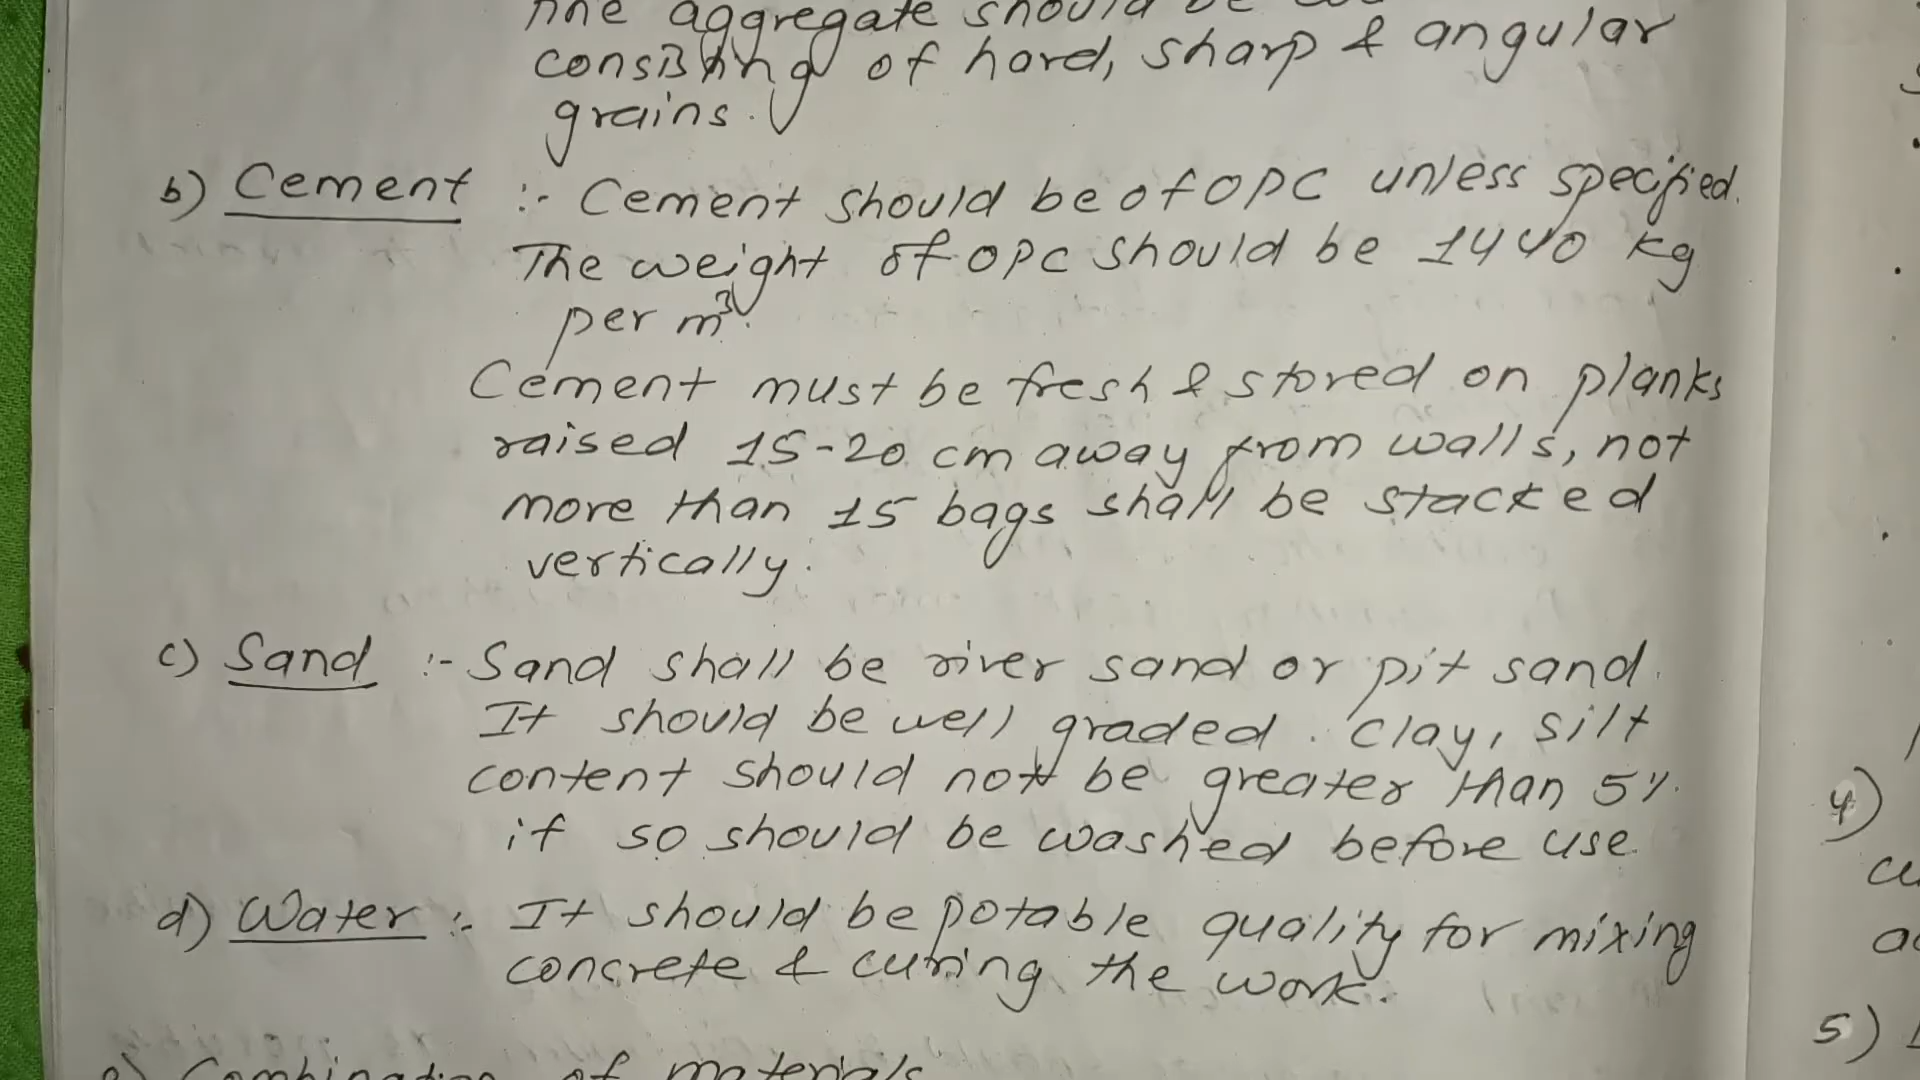 fine aggregate should be
consisting of hard, sharp & angular
grains.
b) Cement :- Cement should be of OPC unless specified.
The weight of OPC should be 1440 kg
per m³.
Cement must be fresh & stored on planks
raised 15-20 cm away from walls, not
more than 15 bags shall be stacked
vertically.
c) Sand :- Sand shall be river sand or pit sand.
It should be well graded. Clay, silt
content should not be greater than 5%.
if so should be washed before use.
d) Water :- It should be potable quality for mixing
concrete & curing the work.
e) Combination of materials
4)
5)